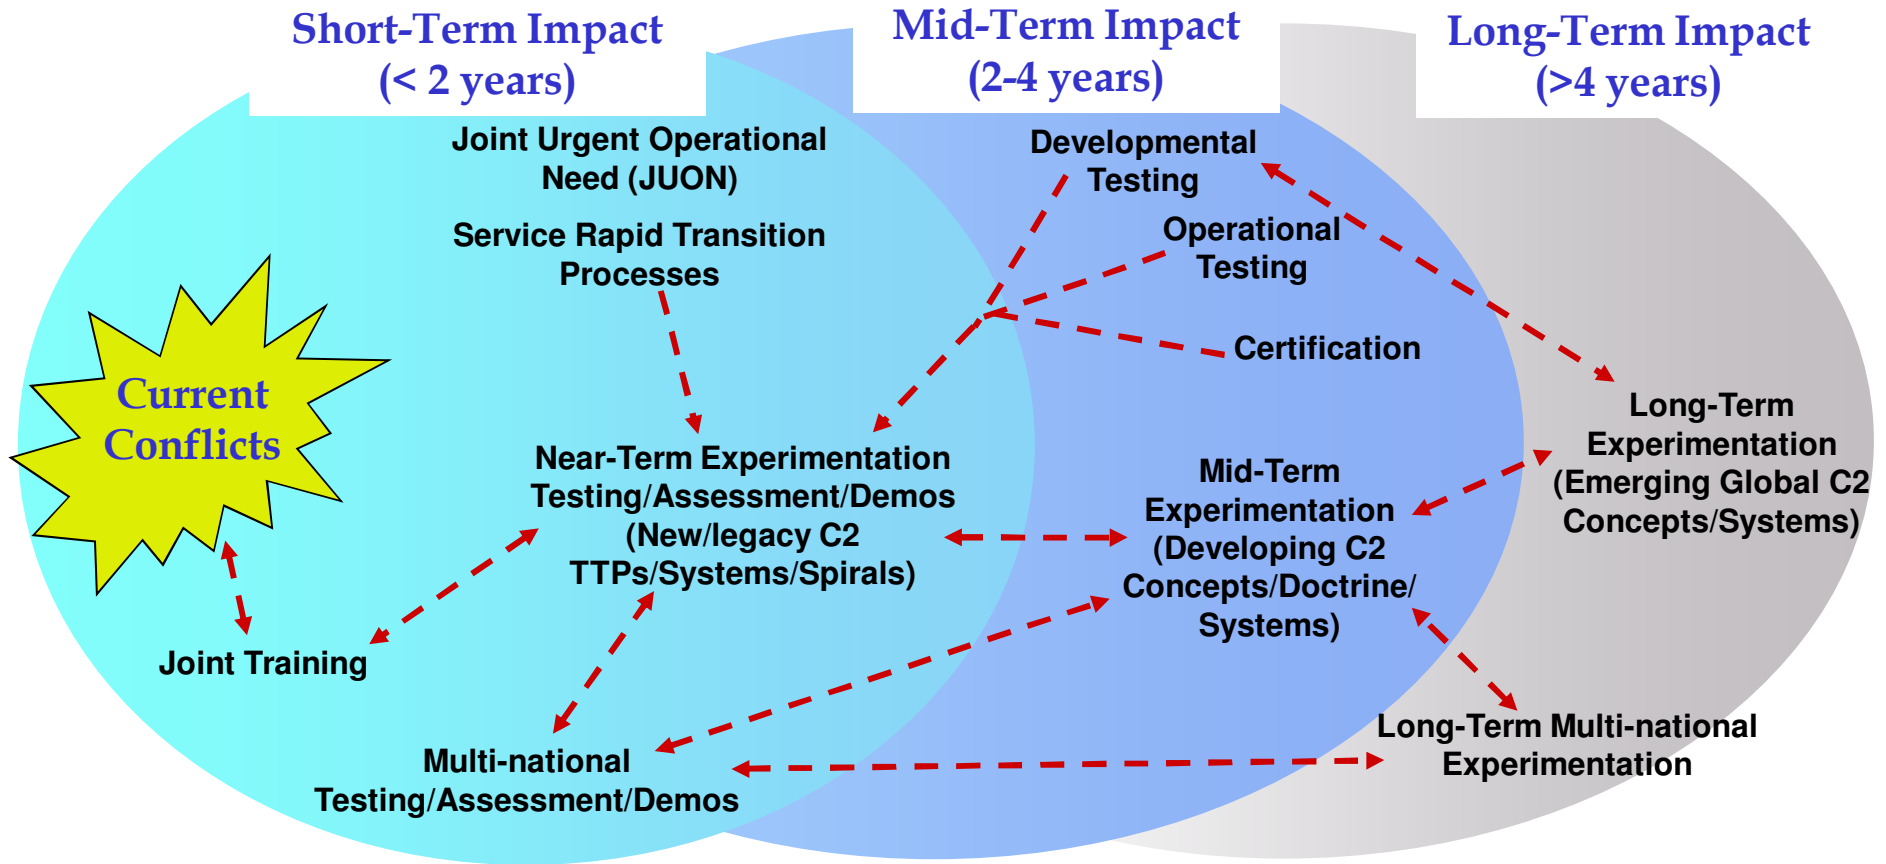 Short-Term Impact
(< 2 years)
Mid-Term Impact
(2-4 years)
Long-Term Impact
(>4 years)
Joint Urgent Operational
Need (JUON)
Service Rapid Transition
Processes
Developmental
Testing
Operational
Testing
Certification
Current
Conflicts
Near-Term Experimentation
Testing/Assessment/Demos
(New/legacy C2
TTPs/Systems/Spirals)
Mid-Term
Experimentation
(Developing C2
Concepts/Doctrine/
Systems)
Long-Term
Experimentation
(Emerging Global C2
Concepts/Systems)
Joint Training
Multi-national
Testing/Assessment/Demos
Long-Term Multi-national
Experimentation